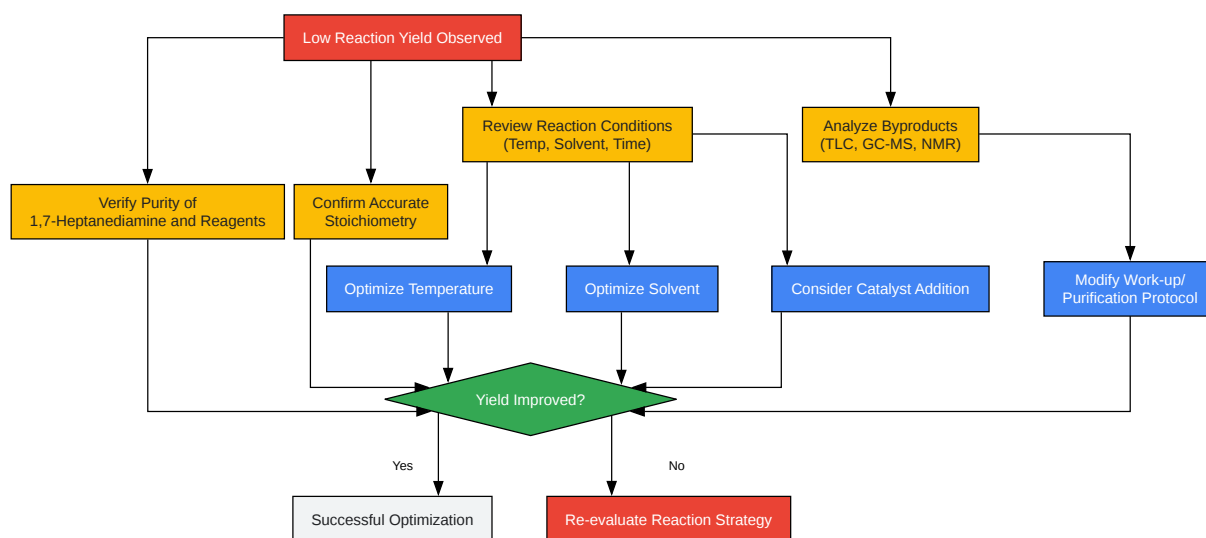 Low Reaction Yield Observed
Review Reaction Conditions
(Temp, Solvent, Time)
Analyze Byproducts
(TLC, GC-MS, NMR)
Verify Purity of
1,7-Heptanediamine and Reagents
Confirm Accurate
Stoichiometry
Optimize Temperature
Optimize Solvent
Consider Catalyst Addition
Modify Work-up/
Purification Protocol
Yield Improved?
Yes
No
Successful Optimization
Re-evaluate Reaction Strategy